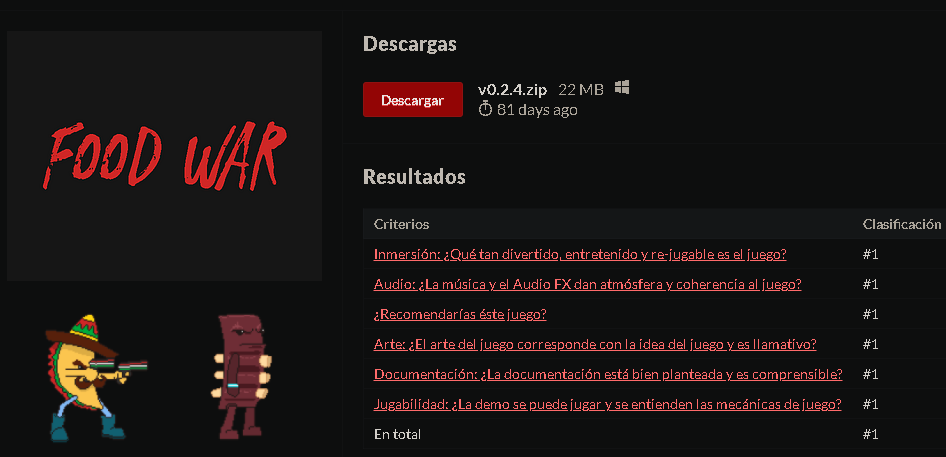 FOOD WAR
Descargas
Descargar
v0.2.4.zip 22 MB
81 days ago
Resultados
Criterios Clasificación
Inmersión: ¿Qué tan divertido, entretenido y re-jugable es el juego? #1
Audio: ¿La música y el Audio FX dan atmósfera y coherencia al juego? #1
¿Recomendarías éste juego? #1
Arte: ¿El arte del juego corresponde con la idea del juego y es llamativo? #1
Documentación: ¿La documentación está bien planteada y es comprensible? #1
Jugabilidad: ¿La demo se puede jugar y se entienden las mecánicas de juego? #1
En total #1